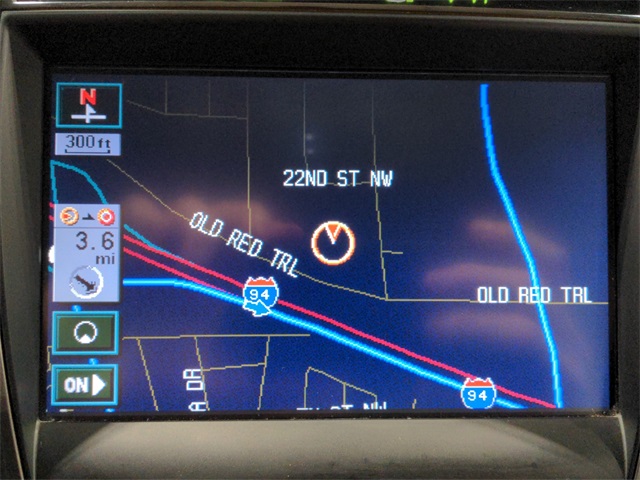 N
300ft
22ND ST NW
OLD RED TRL
3.6
mi
94
OLD RED TRL
ON
94